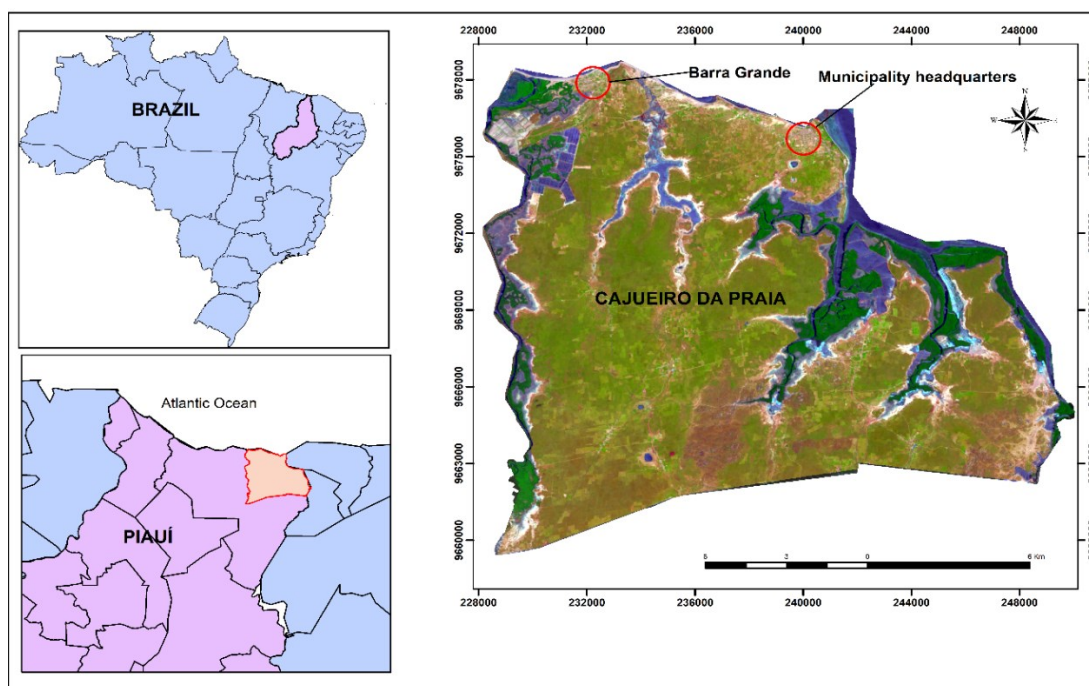 BRAZIL
Atlantic Ocean
PIAUÍ
228000 232000 236000 240000 244000 248000
Barra Grande
Municipality headquarters
CAJUEIRO DA PRAIA
9678000
9675000
9672000
9669000
9666000
9663000
9660000
N
W
E
S
6 3 0 6 Km
228000 232000 236000 240000 244000 248000